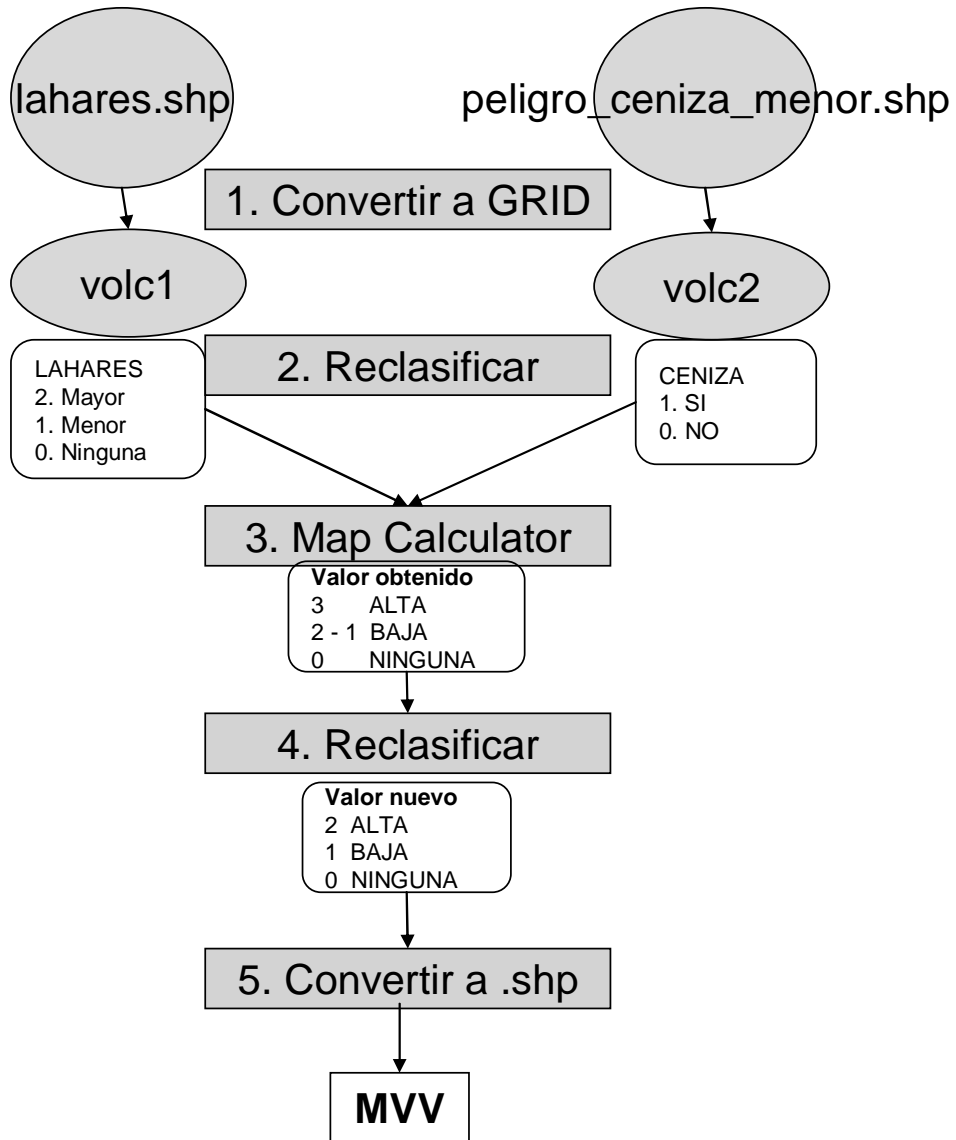 lahares.shp
peligro_ceniza_menor.shp
1. Convertir a GRID
volc1
volc2
2. Reclasificar
LAHARES
2. Mayor
1. Menor
0. Ninguna
CENIZA
1. SI
0. NO
3. Map Calculator
Valor obtenido
3 ALTA
2 - 1 BAJA
0 NINGUNA
4. Reclasificar
Valor nuevo
2 ALTA
1 BAJA
0 NINGUNA
5. Convertir a .shp
MVV